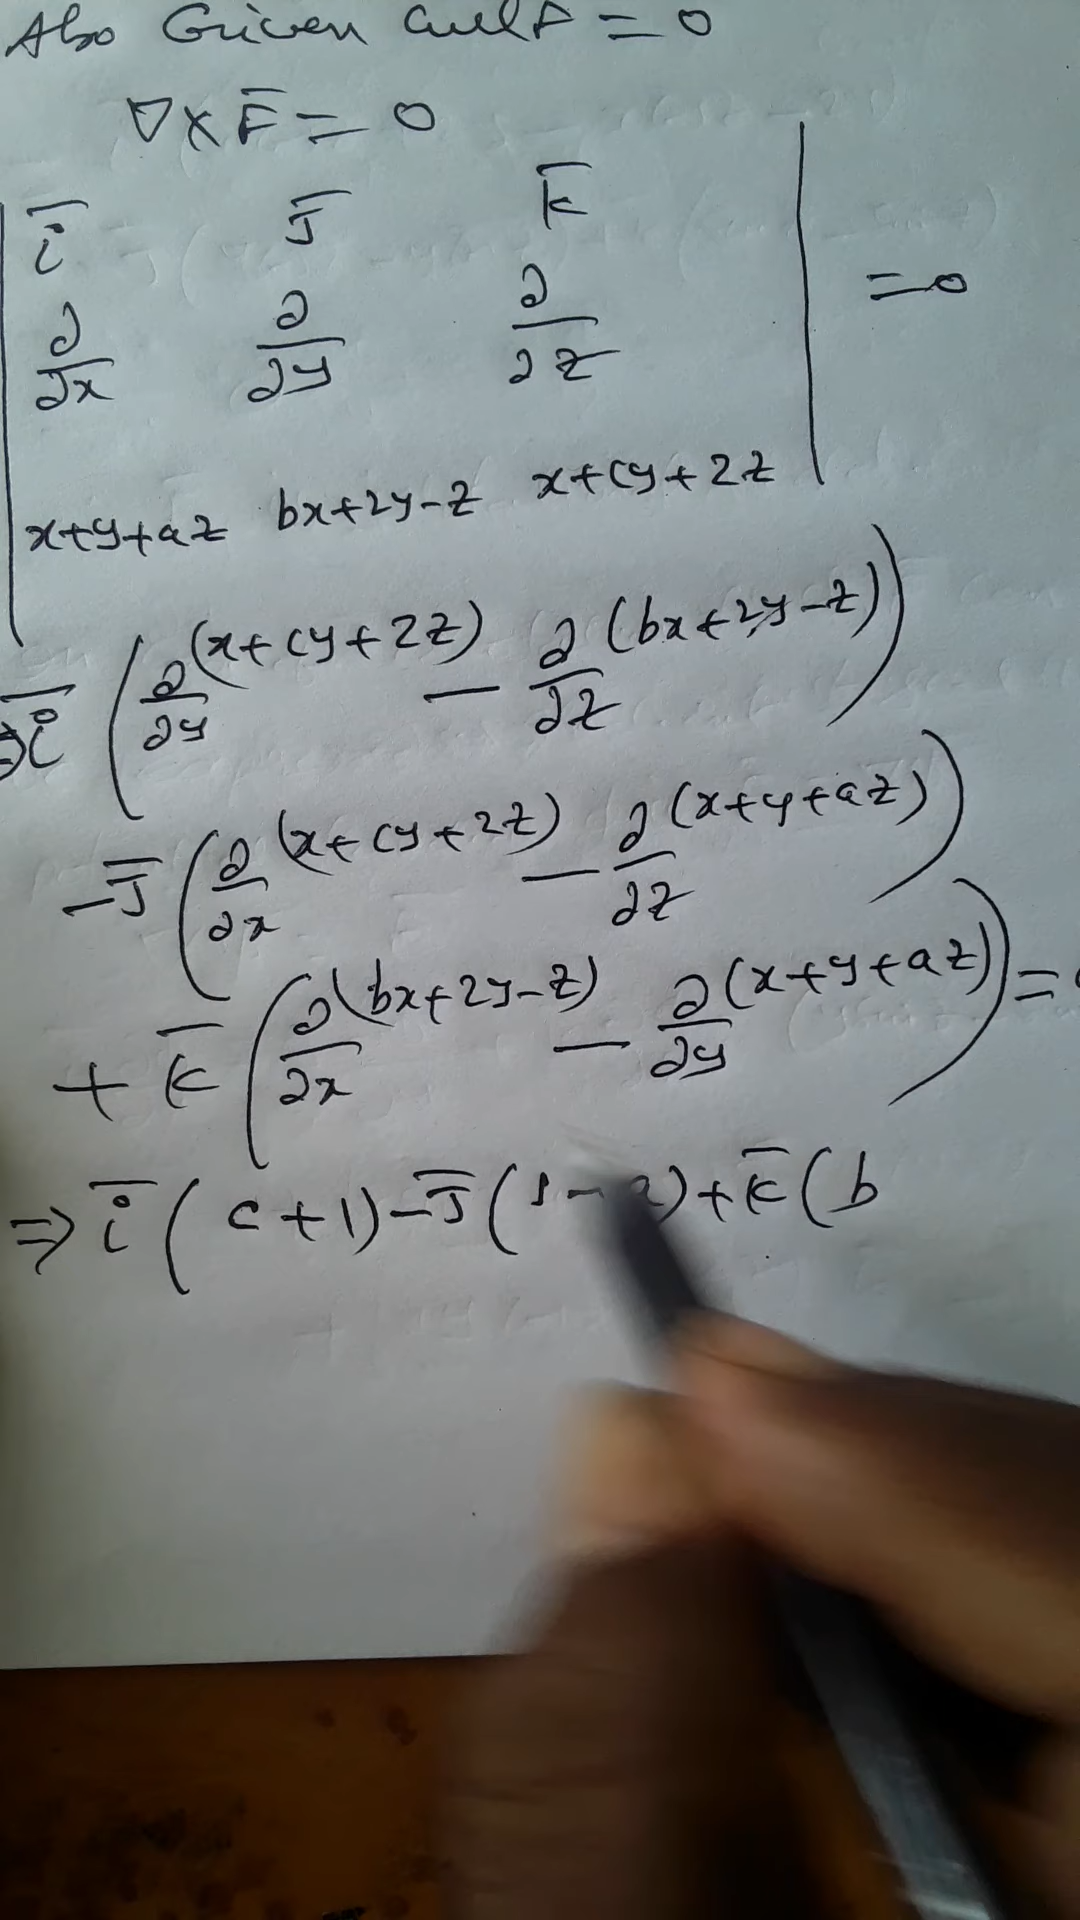 Also Given Curl F = 0
∇×F̅ = 0
| i̅ J̅ K̅ |
| ∂/∂x ∂/∂y ∂/∂z | = 0
| x+y+az bx+2y-z x+cy+2z |
⇒ i̅ ( ∂/∂y (x+cy+2z) - ∂/∂z (bx+2y-z) )
-J̅ ( ∂/∂x (x+cy+2z) - ∂/∂z (x+y+az) )
+ K̅ ( ∂/∂x (bx+2y-z) - ∂/∂y (x+y+az) ) =
⇒ i̅ ( c+1) - J̅ (1- ) + K̅ (b